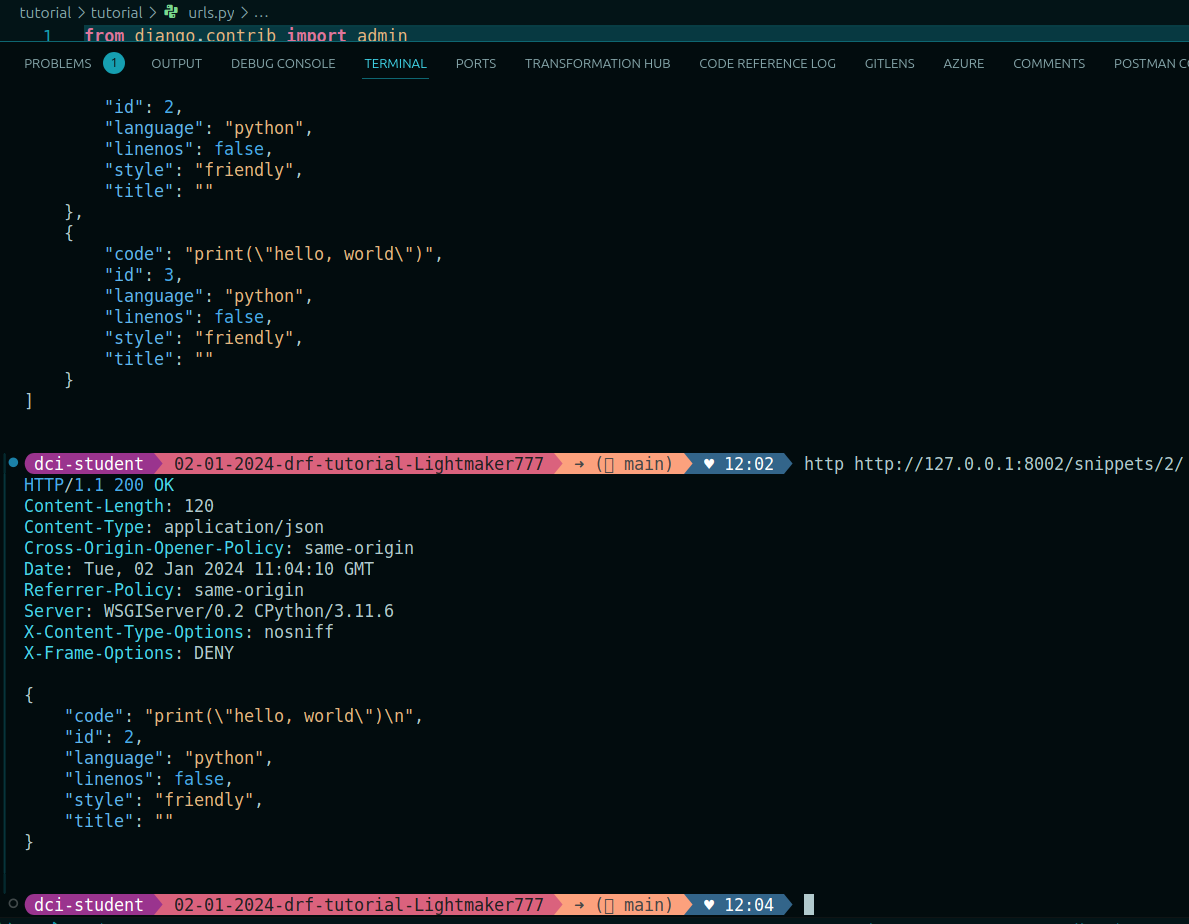 tutorial > tutorial > urls.py > ...
1 from django.contrib import admin
PROBLEMS 1 OUTPUT DEBUG CONSOLE TERMINAL PORTS TRANSFORMATION HUB CODE REFERENCE LOG GITLENS AZURE COMMENTS POSTMAN CO
"id": 2,
"language": "python",
"linenos": false,
"style": "friendly",
"title": ""
},
{
"code": "print(\"hello, world\")",
"id": 3,
"language": "python",
"linenos": false,
"style": "friendly",
"title": ""
}
]
dci-student 02-01-2024-drf-tutorial-Lightmaker777 → ( main) ♥ 12:02 http http://127.0.0.1:8002/snippets/2/
HTTP/1.1 200 OK
Content-Length: 120
Content-Type: application/json
Cross-Origin-Opener-Policy: same-origin
Date: Tue, 02 Jan 2024 11:04:10 GMT
Referrer-Policy: same-origin
Server: WSGIServer/0.2 CPython/3.11.6
X-Content-Type-Options: nosniff
X-Frame-Options: DENY
{
"code": "print(\"hello, world\")\n",
"id": 2,
"language": "python",
"linenos": false,
"style": "friendly",
"title": ""
}
dci-student 02-01-2024-drf-tutorial-Lightmaker777 → ( main) ♥ 12:04